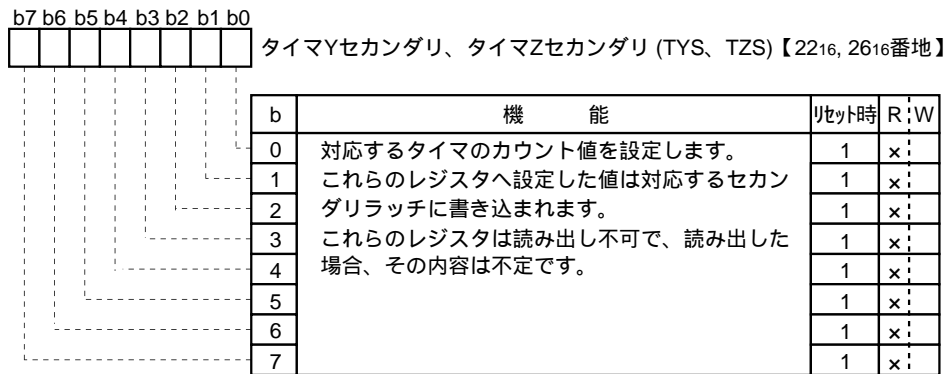 b7 b6 b5 b4 b3 b2 b1 b0
タイマYセカンダリ、タイマZセカンダリ (TYS、TZS)【2216, 2616番地】
b 機 能 リセット時 R W
0 対応するタイマのカウント値を設定します。 1 ×
1 これらのレジスタへ設定した値は対応するセカン 1 ×
2 ダリラッチに書き込まれます。 1 ×
3 これらのレジスタは読み出し不可で、読み出した 1 ×
4 場合、その内容は不定です。 1 ×
5 1 ×
6 1 ×
7 1 ×